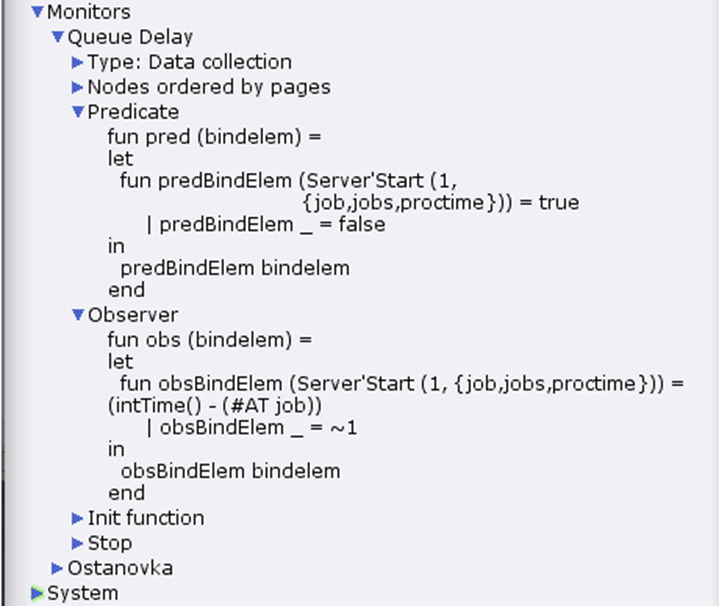 Monitors
Queue Delay
Type: Data collection
Nodes ordered by pages
Predicate
fun pred (bindelem) =
let
fun predBindElem (Server'Start (1,
{job,jobs,proctime})) = true
| predBindElem _ = false
in
predBindElem bindelem
end
Observer
fun obs (bindelem) =
let
fun obsBindElem (Server'Start (1, {job,jobs,proctime})) =
(intTime() - (#AT job))
| obsBindElem _ = ~1
in
obsBindElem bindelem
end
Init function
Stop
Ostanovka
System